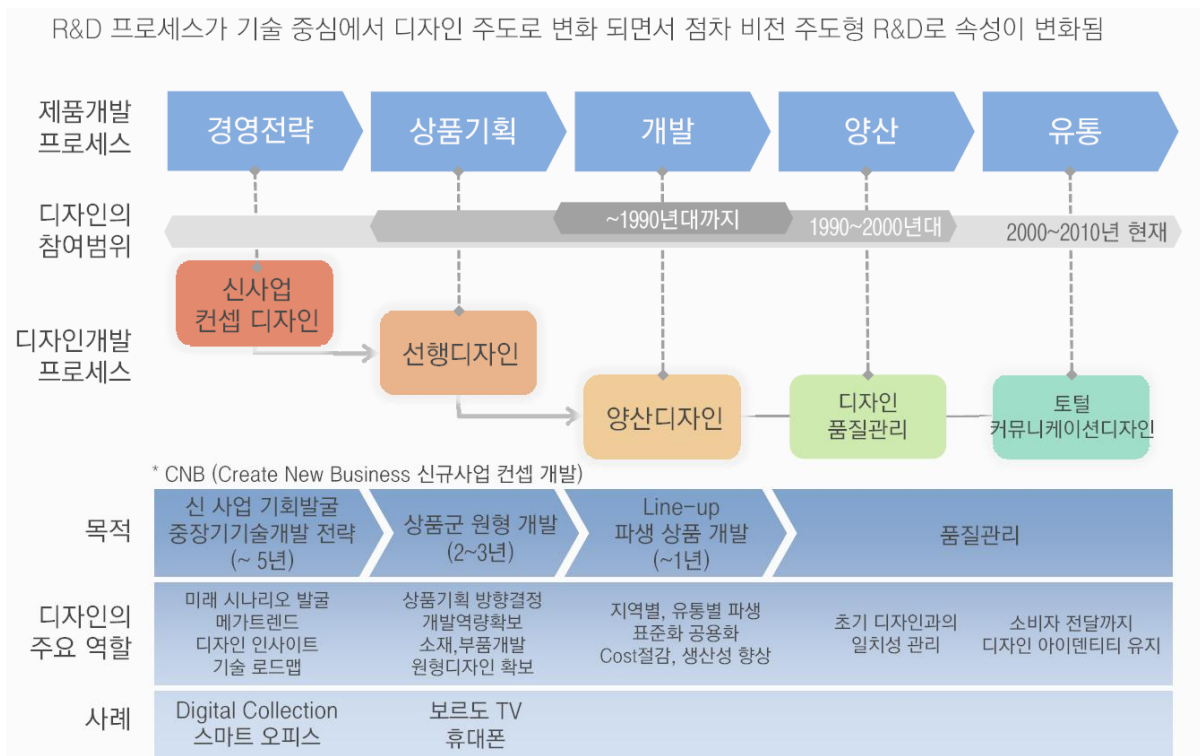 R&D 프로세스가 기술 중심에서 디자인 주도로 변화 되면서 점차 비전 주도형 R&D로 속성이 변화됨
제품개발
프로세스
경영전략
상품기획
개발
양산
유통
디자인의
참여범위
~1990년대까지
1990~2000년대
2000~2010년 현재
디자인개발
프로세스
신사업
컨셉 디자인
선행디자인
양산디자인
디자인
품질관리
토털
커뮤니케이션디자인
* CNB (Create New Business 신규사업 컨셉 개발)
목적
신 사업 기회발굴
중장기기술개발 전략
(~ 5년)
상품군 원형 개발
(2~3년)
Line-up
파생 상품 개발
(~1년)
품질관리
디자인의
주요 역할
미래 시나리오 발굴
메가트렌드
디자인 인사이트
기술 로드맵
상품기획 방향결정
개발역량확보
소재,부품개발
원형디자인 확보
지역별, 유통별 파생
표준화 공용화
Cost절감, 생산성 향상
초기 디자인과의
일치성 관리
소비자 전달까지
디자인 아이덴티티 유지
사례
Digital Collection
스마트 오피스
보르도 TV
휴대폰